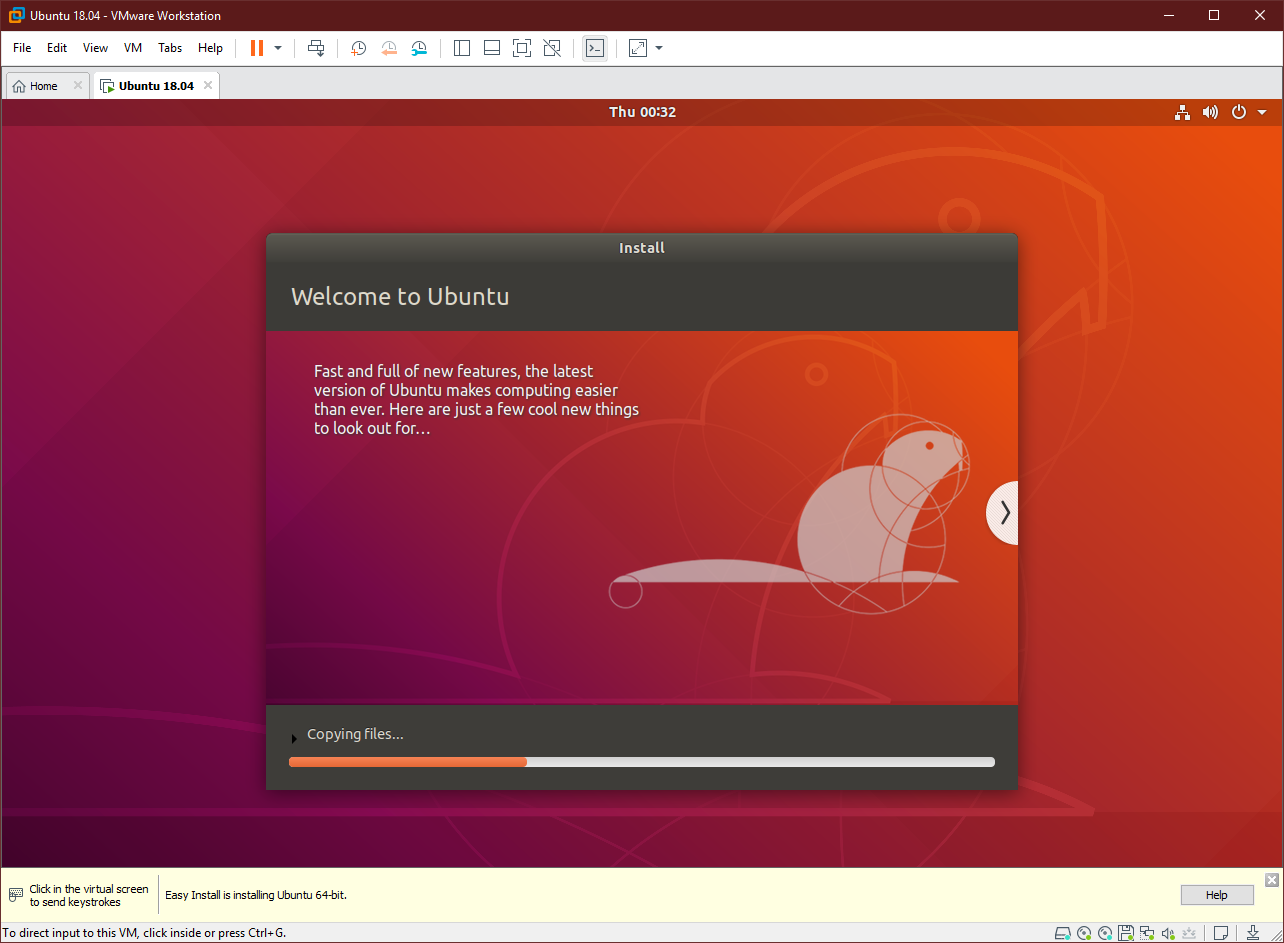 Ubuntu 18.04 - VMware Workstation
File Edit View VM Tabs Help
Home Ubuntu 18.04
Thu 00:32
Install
Welcome to Ubuntu
Fast and full of new features, the latest
version of Ubuntu makes computing easier
than ever. Here are just a few cool new things
to look out for…
Copying files...
Click in the virtual screen
to send keystrokes
Easy Install is installing Ubuntu 64-bit.
Help
To direct input to this VM, click inside or press Ctrl+G.